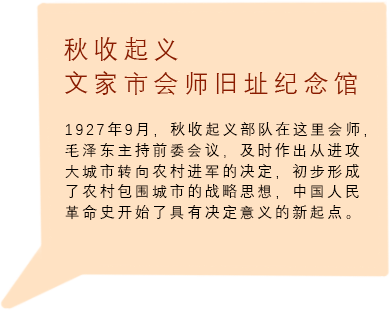 秋收起义
文家市会师旧址纪念馆
1927年9月，秋收起义部队在这里会师，
毛泽东主持前委会议，及时作出从进攻
大城市转向农村进军的决定，初步形成
了农村包围城市的战略思想，中国人民
革命史开始了具有决定意义的新起点。